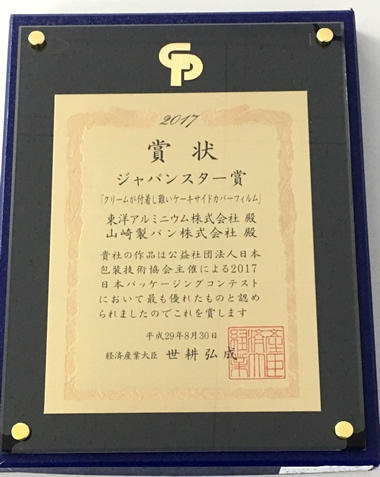 CP
2017
賞状
ジャパンスター賞
「クリームが付着し難いケーキサイドカバーフィルム」
東洋アルミニウム株式会社 殿
山崎製パン株式会社 殿
貴社の作品は公益社団法人日本
包装技術協会主催による2017
日本パッケージングコンテスト
において最も優れたものと認め
られましたのでこれを賞します
平成29年8月30日
経済産業大臣 世耕弘成